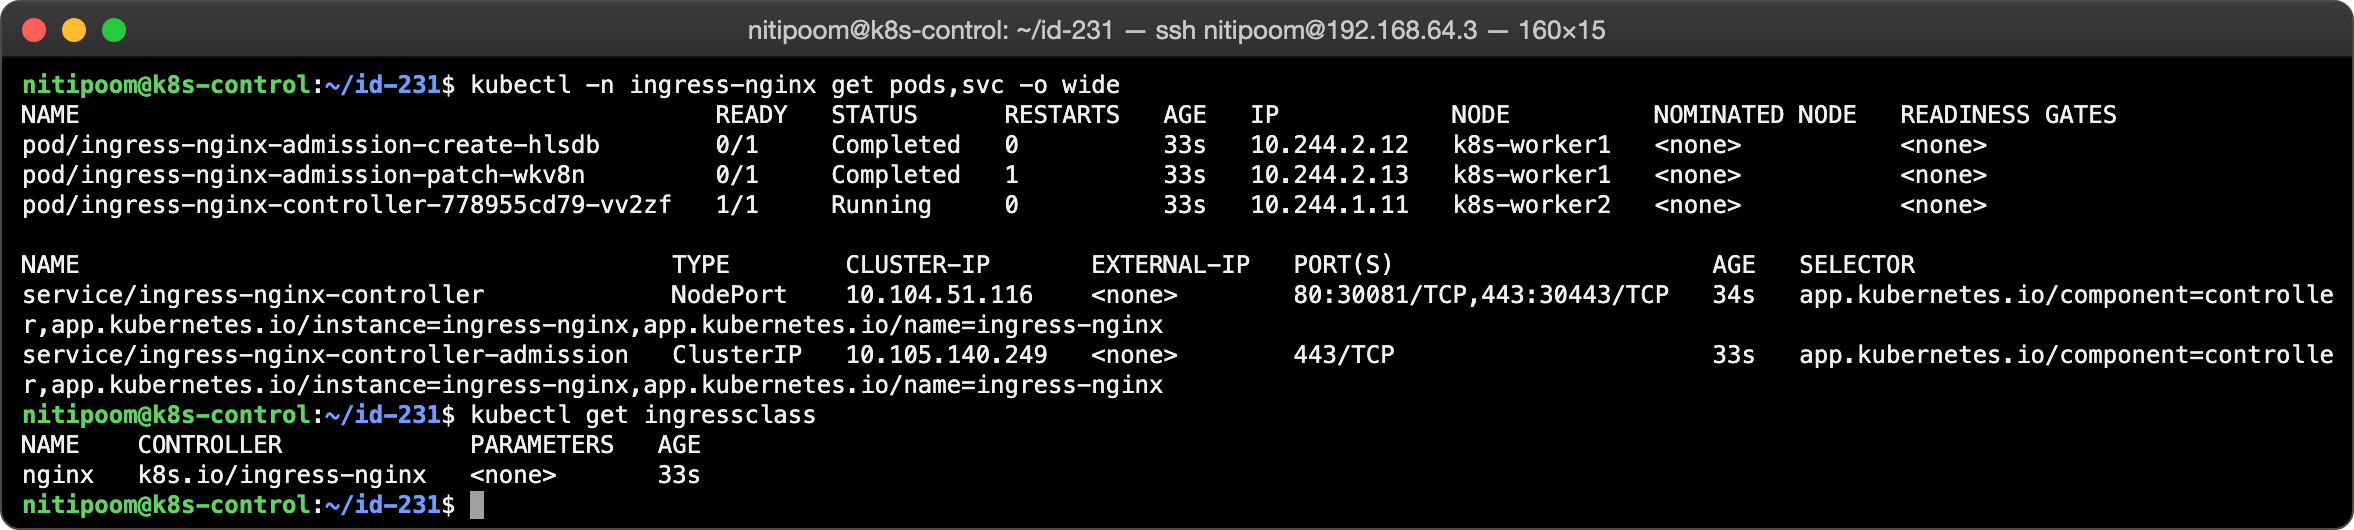 nitipoom@k8s-control: ~/id-231 — ssh nitipoom@192.168.64.3 — 160×15
nitipoom@k8s-control:~/id-231$ kubectl -n ingress-nginx get pods,svc -o wide
NAME                                            READY   STATUS      RESTARTS   AGE   IP            NODE          NOMINATED NODE   READINESS GATES
pod/ingress-nginx-admission-create-hlsdb        0/1     Completed   0          33s   10.244.2.12   k8s-worker1   <none>           <none>
pod/ingress-nginx-admission-patch-wkv8n         0/1     Completed   1          33s   10.244.2.13   k8s-worker1   <none>           <none>
pod/ingress-nginx-controller-778955cd79-vv2zf   1/1     Running     0          33s   10.244.1.11   k8s-worker2   <none>           <none>
NAME                                         TYPE        CLUSTER-IP       EXTERNAL-IP   PORT(S)                      AGE   SELECTOR
service/ingress-nginx-controller             NodePort    10.104.51.116    <none>        80:30081/TCP,443:30443/TCP   34s   app.kubernetes.io/component=controlle
r,app.kubernetes.io/instance=ingress-nginx,app.kubernetes.io/name=ingress-nginx
service/ingress-nginx-controller-admission   ClusterIP   10.105.140.249   <none>        443/TCP                      33s   app.kubernetes.io/component=controlle
r,app.kubernetes.io/instance=ingress-nginx,app.kubernetes.io/name=ingress-nginx
nitipoom@k8s-control:~/id-231$ kubectl get ingressclass
NAME    CONTROLLER             PARAMETERS   AGE
nginx   k8s.io/ingress-nginx   <none>       33s
nitipoom@k8s-control:~/id-231$